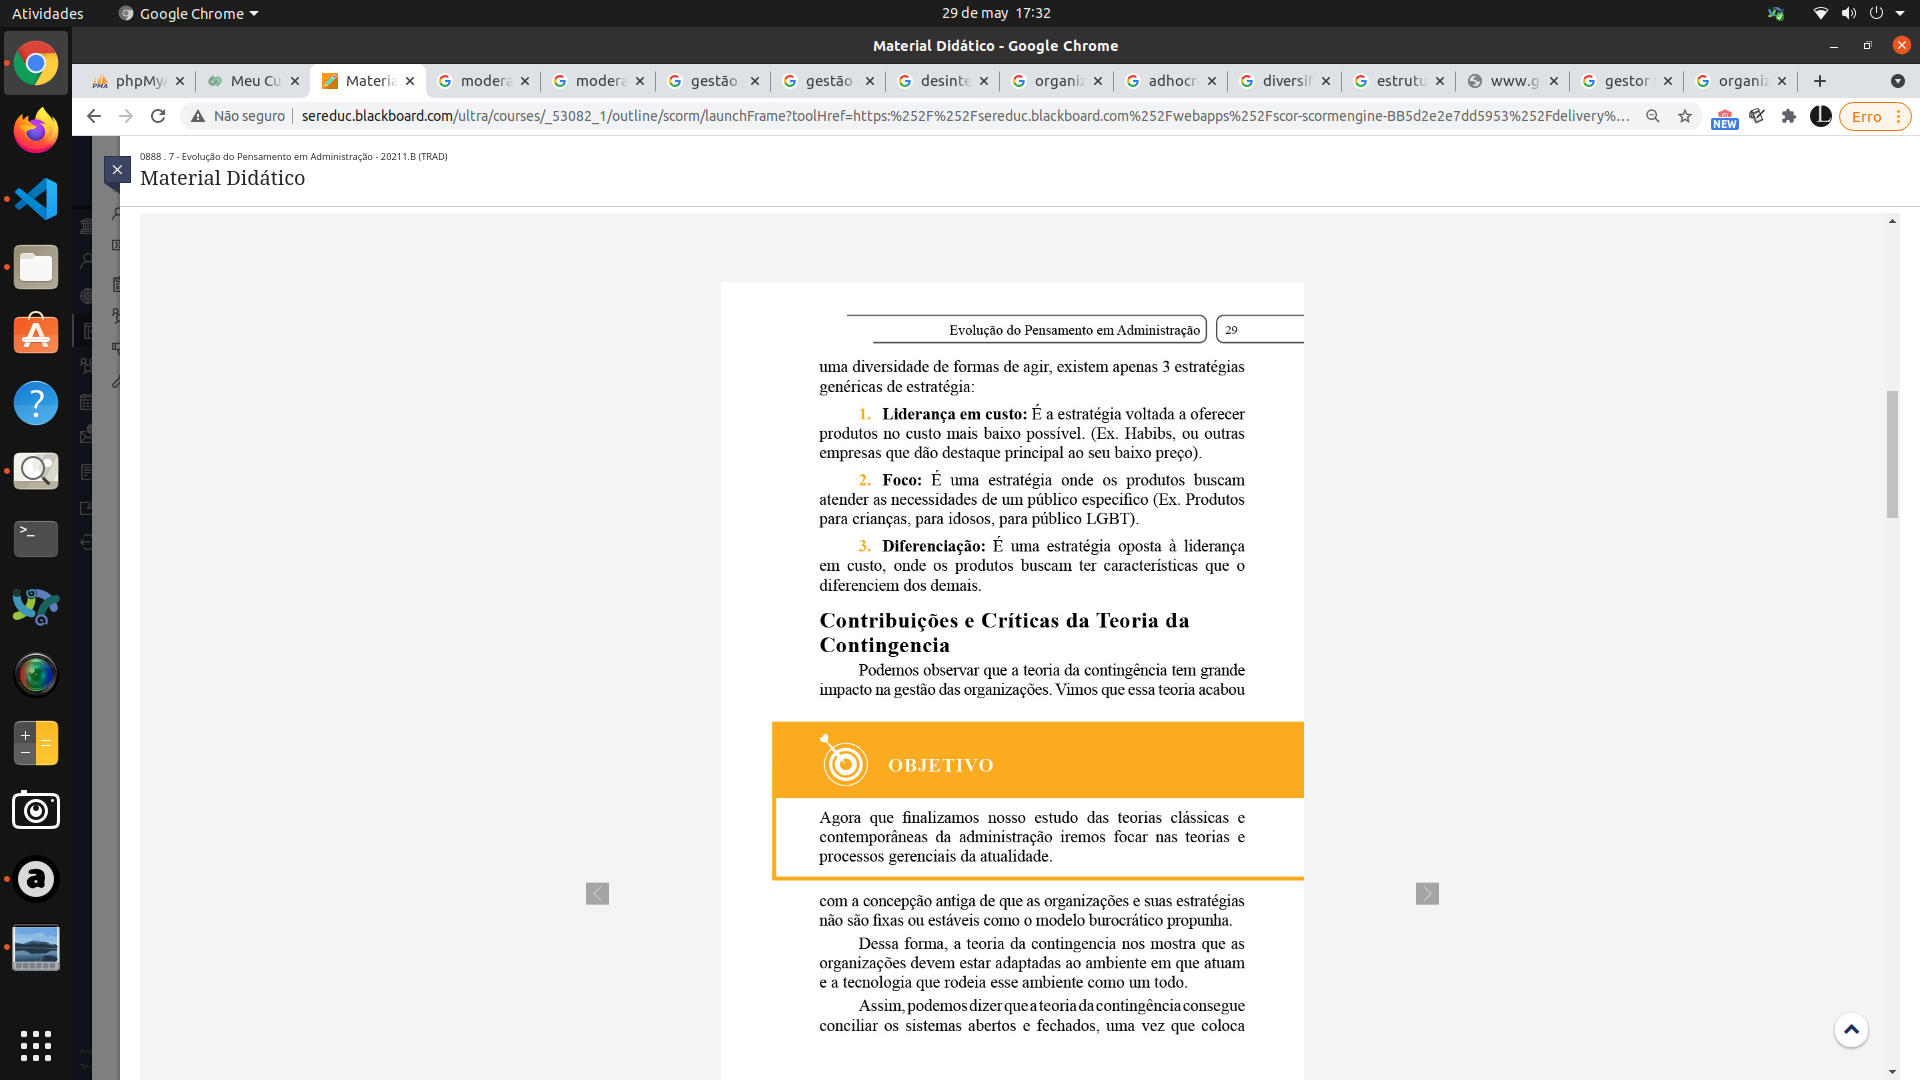 Atividades
Google Chrome
29 de may 17:32
Material Didático - Google Chrome
phpMy
Meu Cu
Materia
modera
modera
gestão
gestão
desinte
organiz
adhocr
diversif
estrutu
www.g
gestor
organiz
Não seguro
sereduc.blackboard.com/ultra/courses/_53082_1/outline/scorm/launchFrame?toolHref=https:%252F%252Fsereduc.blackboard.com%252Fwebapps%252Fscor-scormengine-BB5d2e2e7dd5953%252Fdelivery%...
NEW
Erro
0888 . 7 - Evolução do Pensamento em Administração - 20211.B (TRAD)
Material Didático
Evolução do Pensamento em Administração
29
uma diversidade de formas de agir, existem apenas 3 estratégias
genéricas de estratégia:
1. Liderança em custo: É a estratégia voltada a oferecer
produtos no custo mais baixo possível. (Ex. Habibs, ou outras
empresas que dão destaque principal ao seu baixo preço).
2. Foco: É uma estratégia onde os produtos buscam
atender as necessidades de um público especifico (Ex. Produtos
para crianças, para idosos, para público LGBT).
3. Diferenciação: É uma estratégia oposta à liderança
em custo, onde os produtos buscam ter características que o
diferenciem dos demais.
Contribuições e Críticas da Teoria da
Contingencia
Podemos observar que a teoria da contingência tem grande
impacto na gestão das organizações. Vimos que essa teoria acabou
OBJETIVO
Agora que finalizamos nosso estudo das teorias clássicas e
contemporâneas da administração iremos focar nas teorias e
processos gerenciais da atualidade.
com a concepção antiga de que as organizações e suas estratégias
não são fixas ou estáveis como o modelo burocrático propunha.
Dessa forma, a teoria da contingencia nos mostra que as
organizações devem estar adaptadas ao ambiente em que atuam
e a tecnologia que rodeia esse ambiente como um todo.
Assim, podemos dizer que a teoria da contingência consegue
conciliar os sistemas abertos e fechados, uma vez que coloca